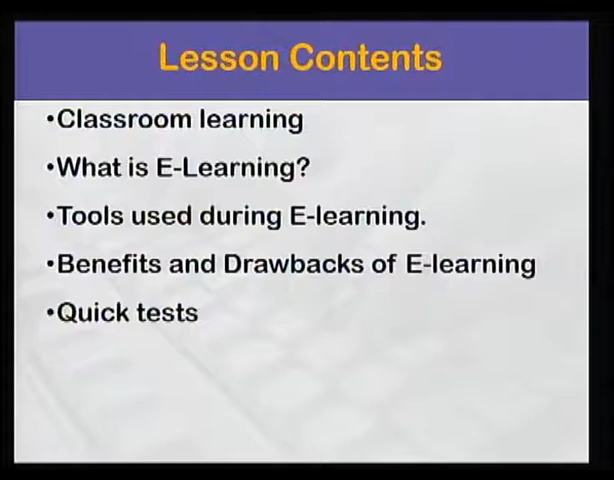 Lesson Contents
•Classroom learning
•What is E-Learning?
•Tools used during E-learning.
•Benefits and Drawbacks of E-learning
•Quick tests